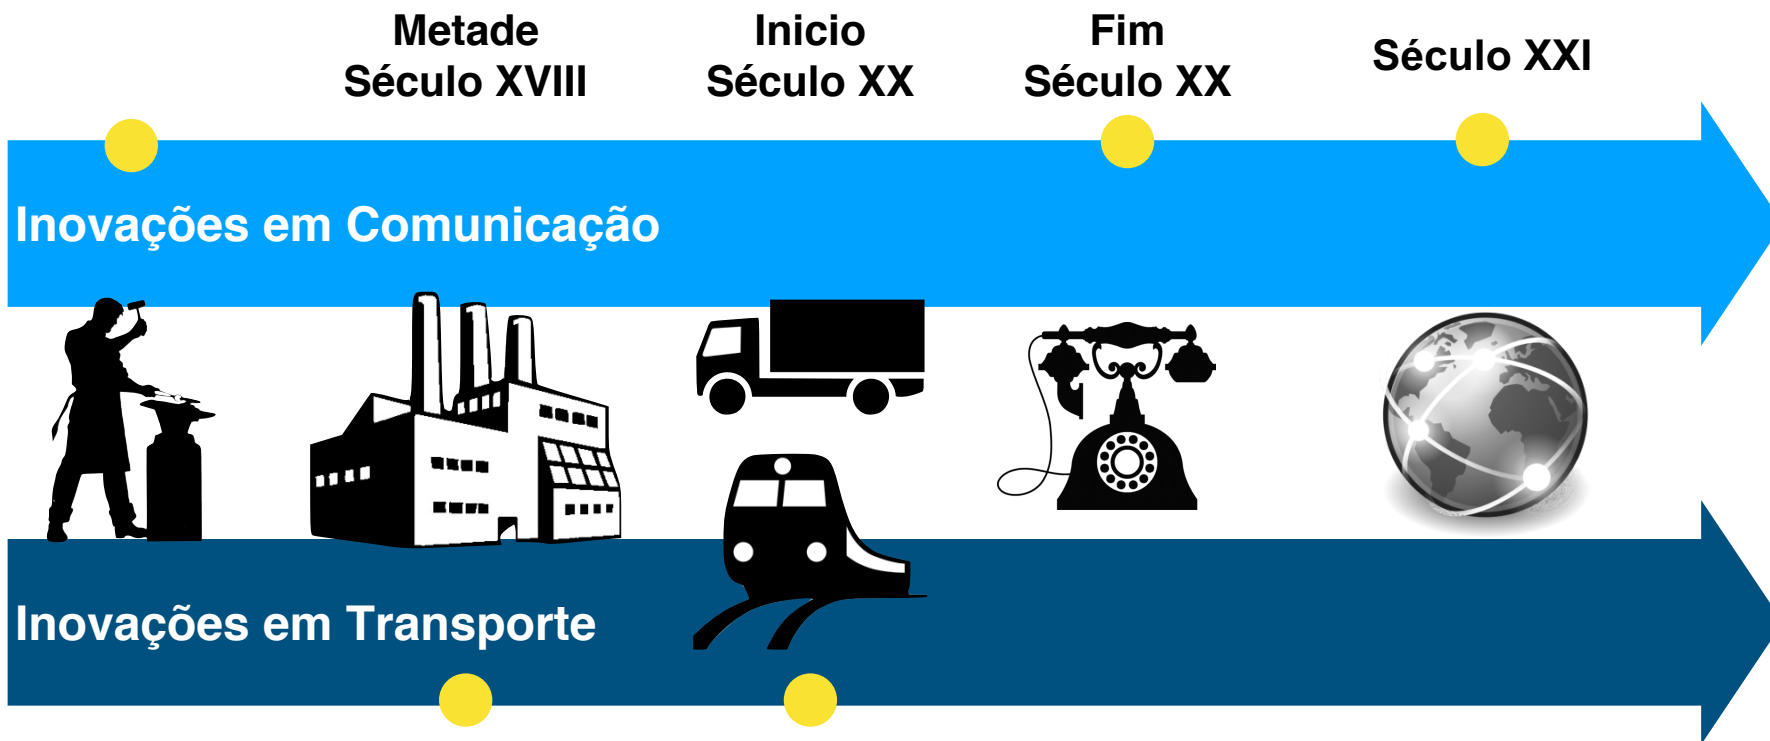 Metade
Século XVIII
Inicio
Século XX
Fim
Século XX
Século XXI
Inovações em Comunicação
Inovações em Transporte